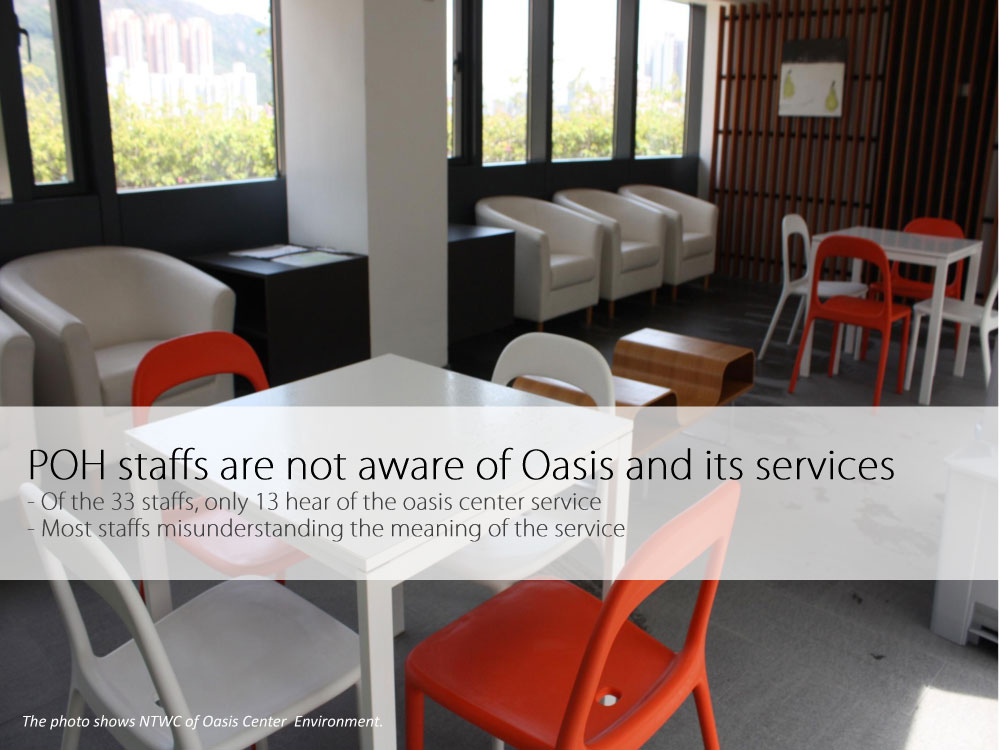 POH staffs are not aware of Oasis and its services
- Of the 33 staffs, only 13 hear of the oasis center service
- Most staffs misunderstanding the meaning of the service
The photo shows NTWC of Oasis Center  Environment.